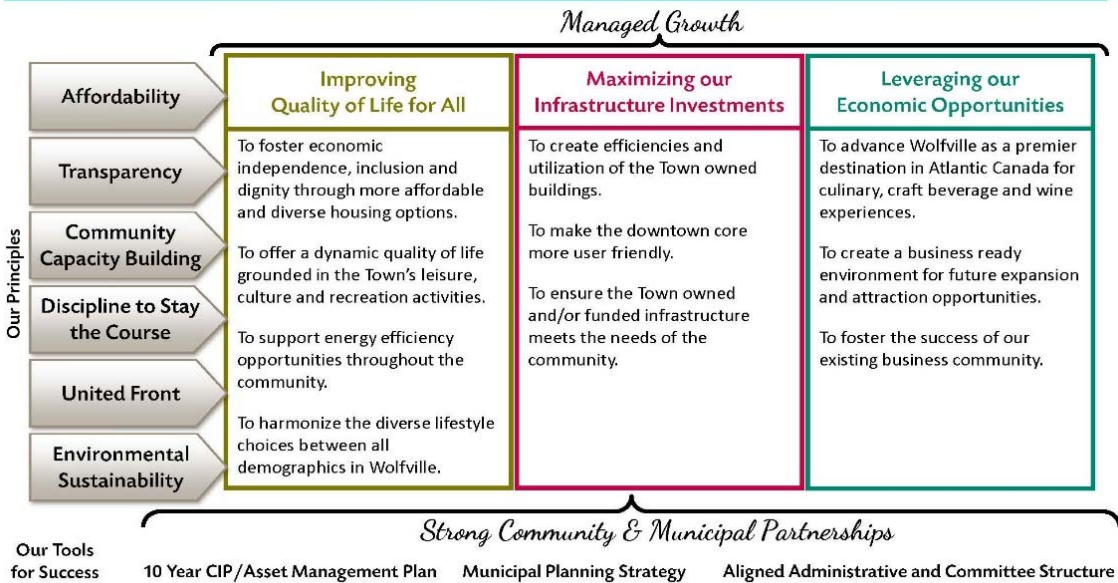 Managed Growth
Our Principles
Affordability
Transparency
Community
Capacity Building
Discipline to Stay
the Course
United Front
Environmental
Sustainability
Improving
Quality of Life for All
To foster economic
independence, inclusion and
dignity through more affordable
and diverse housing options.
To offer a dynamic quality of life
grounded in the Town's leisure,
culture and recreation activities.
To support energy efficiency
opportunities throughout the
community.
To harmonize the diverse lifestyle
choices between all
demographics in Wolfville.
Maximizing our
Infrastructure Investments
To create efficiencies and
utilization of the Town owned
buildings.
To make the downtown core
more user friendly.
To ensure the Town owned
and/or funded infrastructure
meets the needs of the
community.
Leveraging our
Economic Opportunities
To advance Wolfville as a premier
destination in Atlantic Canada for
culinary, craft beverage and wine
experiences.
To create a business ready
environment for future expansion
and attraction opportunities.
To foster the success of our
existing business community.
Strong Community & Municipal Partnerships
Our Tools
for Success
10 Year CIP/Asset Management Plan
Municipal Planning Strategy
Aligned Administrative and Committee Structure